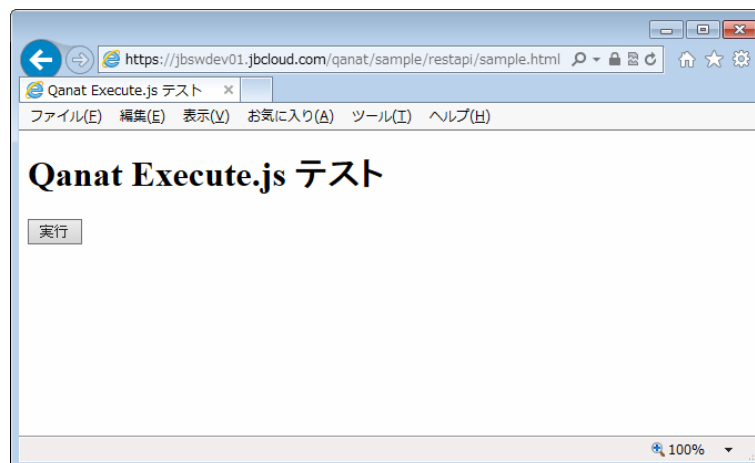 https://jbswdev01.jbcloud.com/qanat/sample/restapi/sample.html
Qanat Execute.js テスト
ファイル(F) 編集(E) 表示(V) お気に入り(A) ツール(T) ヘルプ(H)
Qanat Execute.js テスト
実行
100%